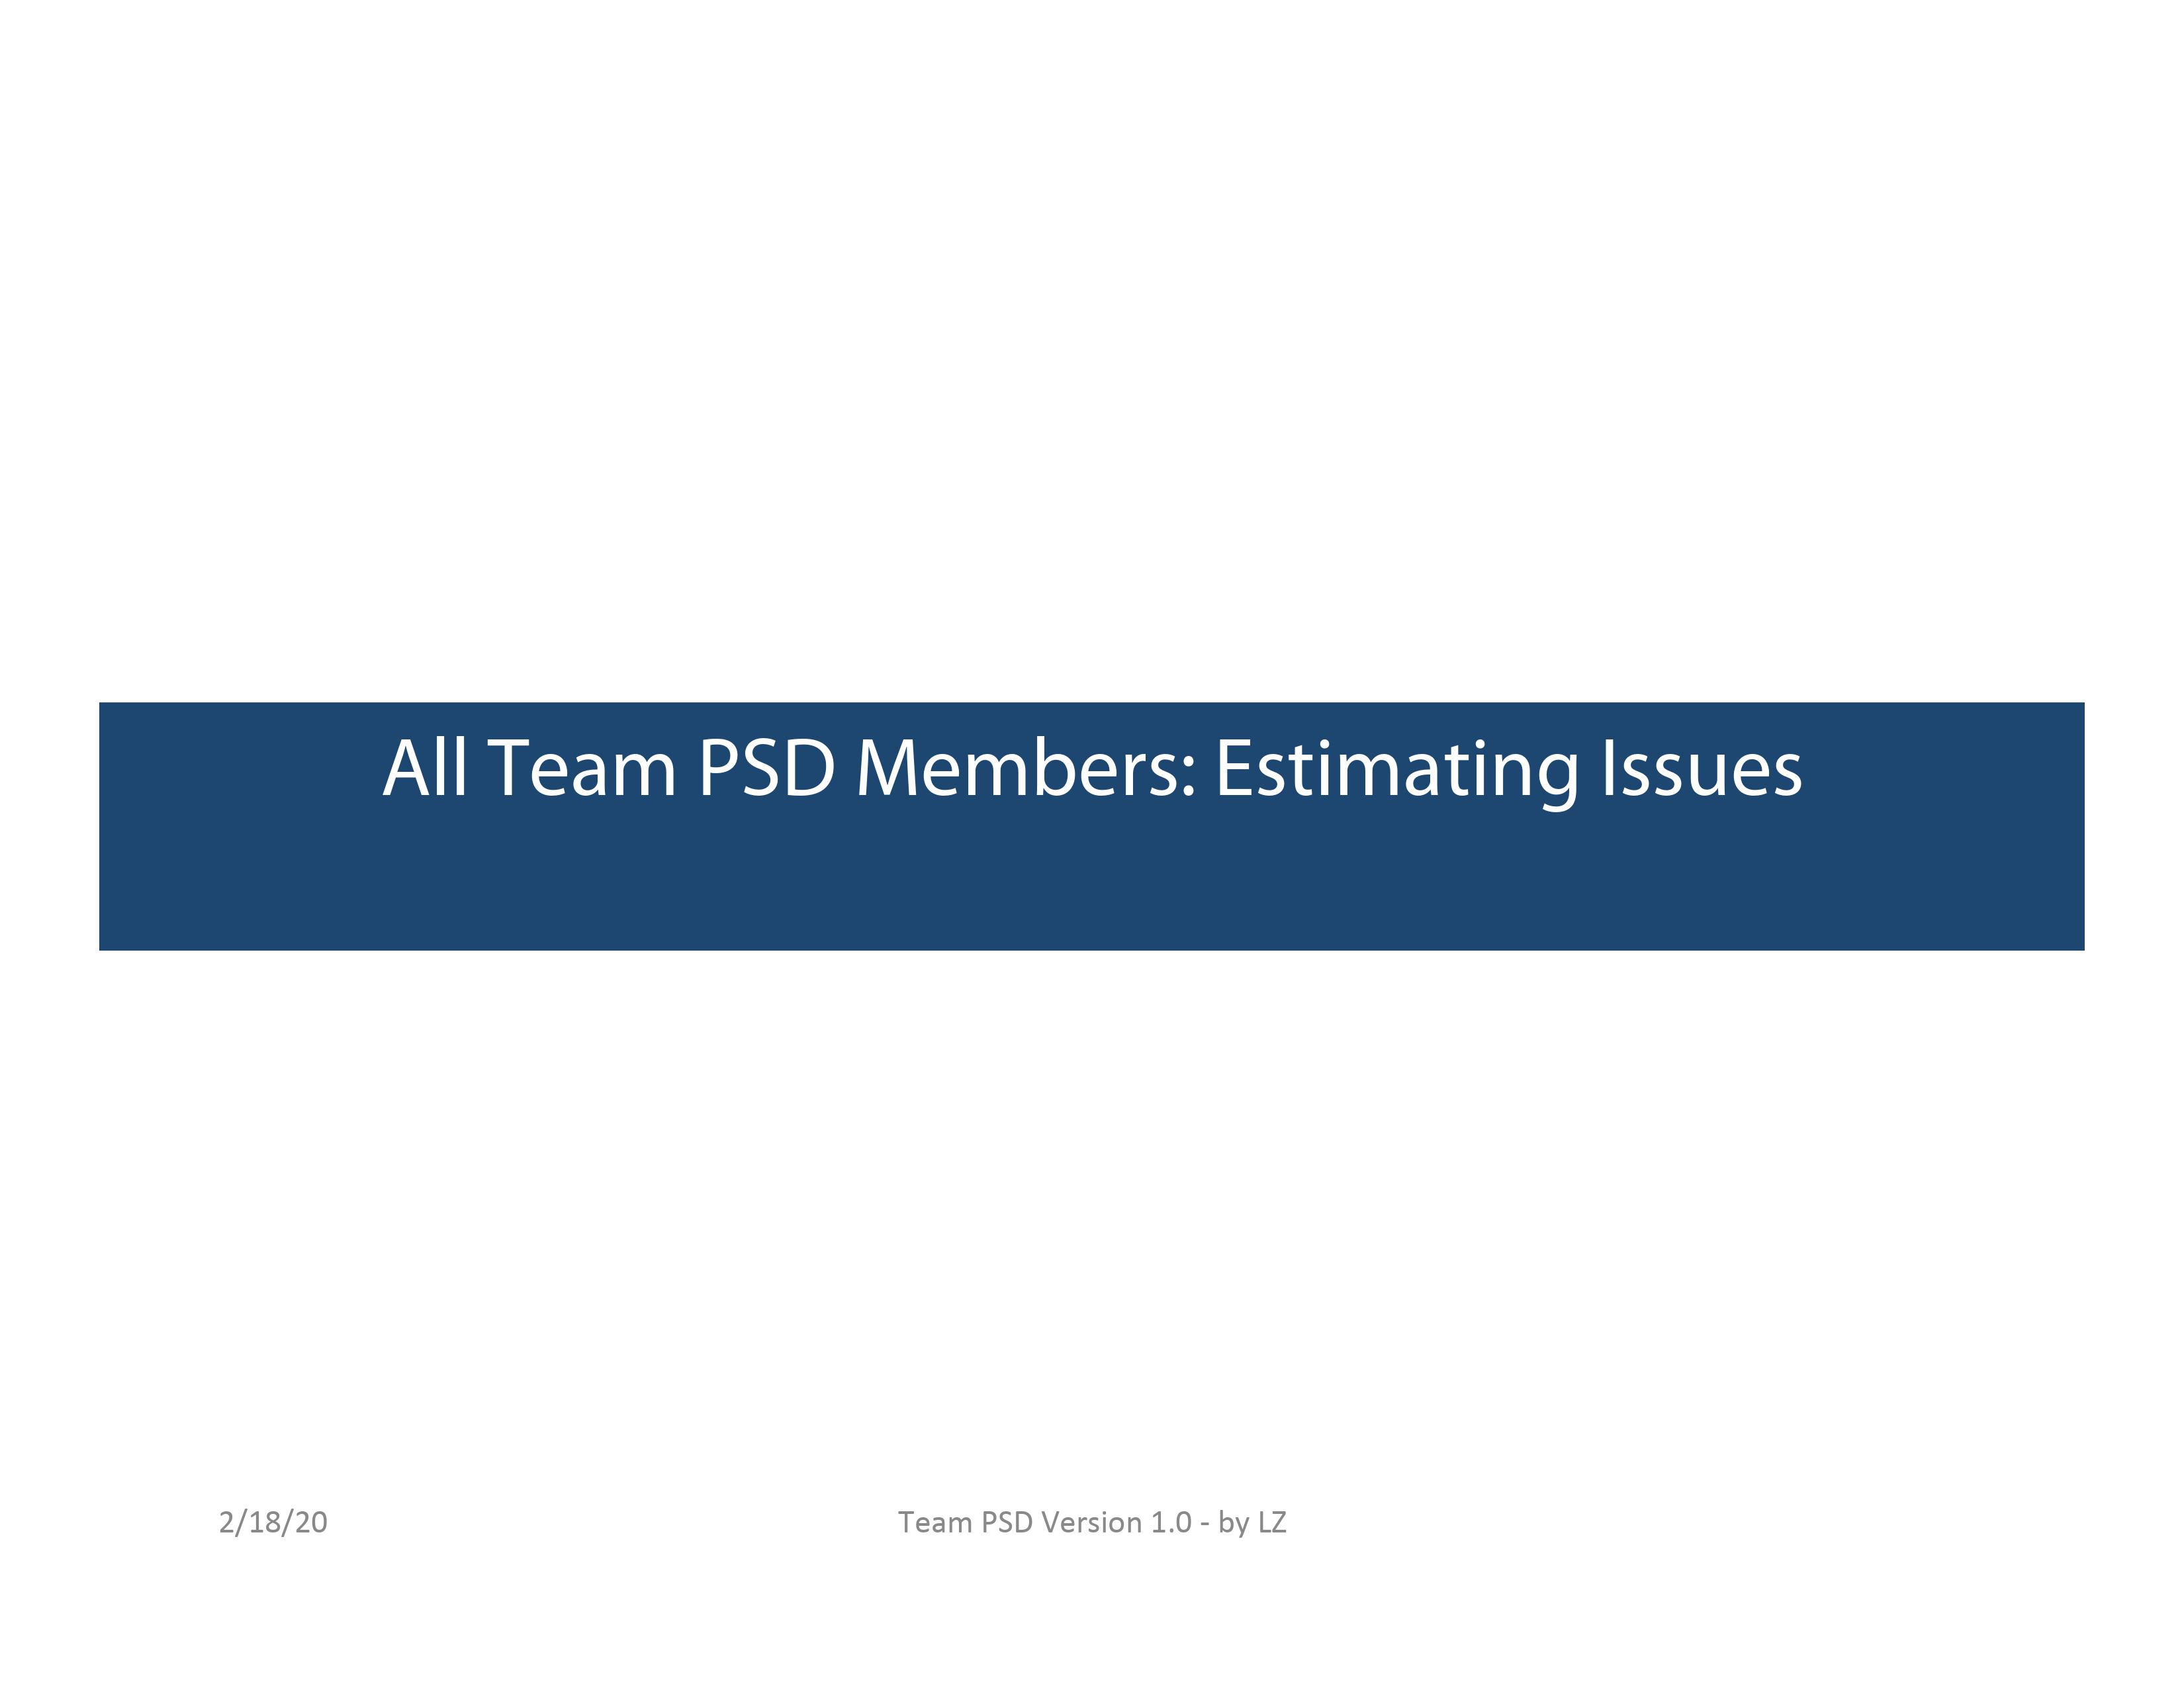 All Team PSD Members: Estimating Issues
2/18/20
Team PSD Version 1.0 - by LZ